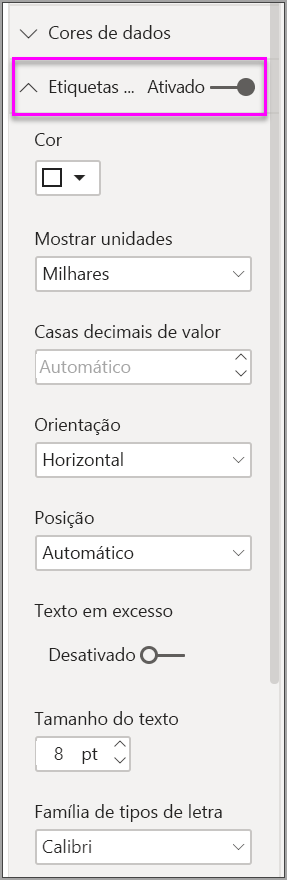 Cores de dados
Etiquetas ... Ativado
Cor
Mostrar unidades
Milhares
Casas decimais de valor
Automático
Orientação
Horizontal
Posição
Automático
Texto em excesso
Desativado
Tamanho do texto
8 pt
Família de tipos de letra
Calibri